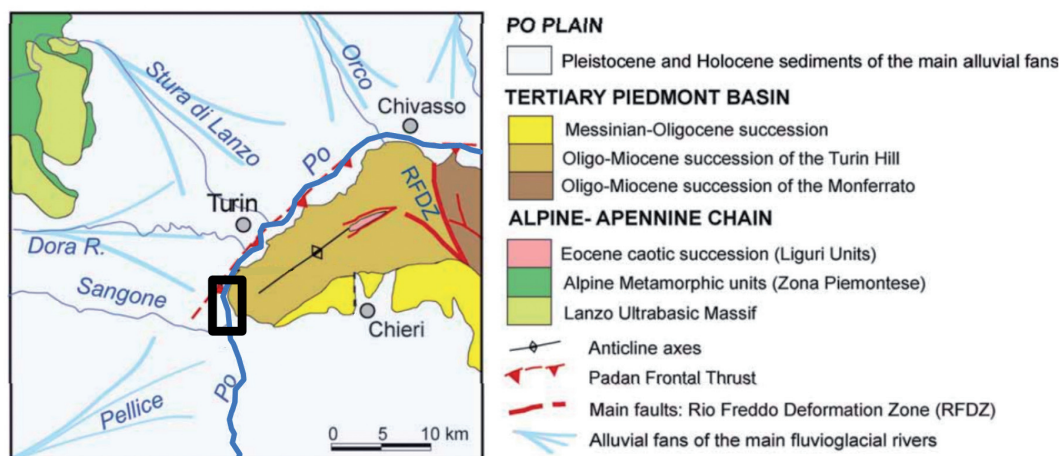 Stura di Lanzo
Orco
Chivasso
Po
Turin
RFDZ
Dora R.
Sangone
Chieri
Po
Pellice
0 5 10 km
PO PLAIN
Pleistocene and Holocene sediments of the main alluvial fans
TERTIARY PIEDMONT BASIN
Messinian-Oligocene succession
Oligo-Miocene succession of the Turin Hill
Oligo-Miocene succession of the Monferrato
ALPINE- APENNINE CHAIN
Eocene caotic succession (Liguri Units)
Alpine Metamorphic units (Zona Piemontese)
Lanzo Ultrabasic Massif
Anticline axes
Padan Frontal Thrust
Main faults: Rio Freddo Deformation Zone (RFDZ)
Alluvial fans of the main fluvioglacial rivers